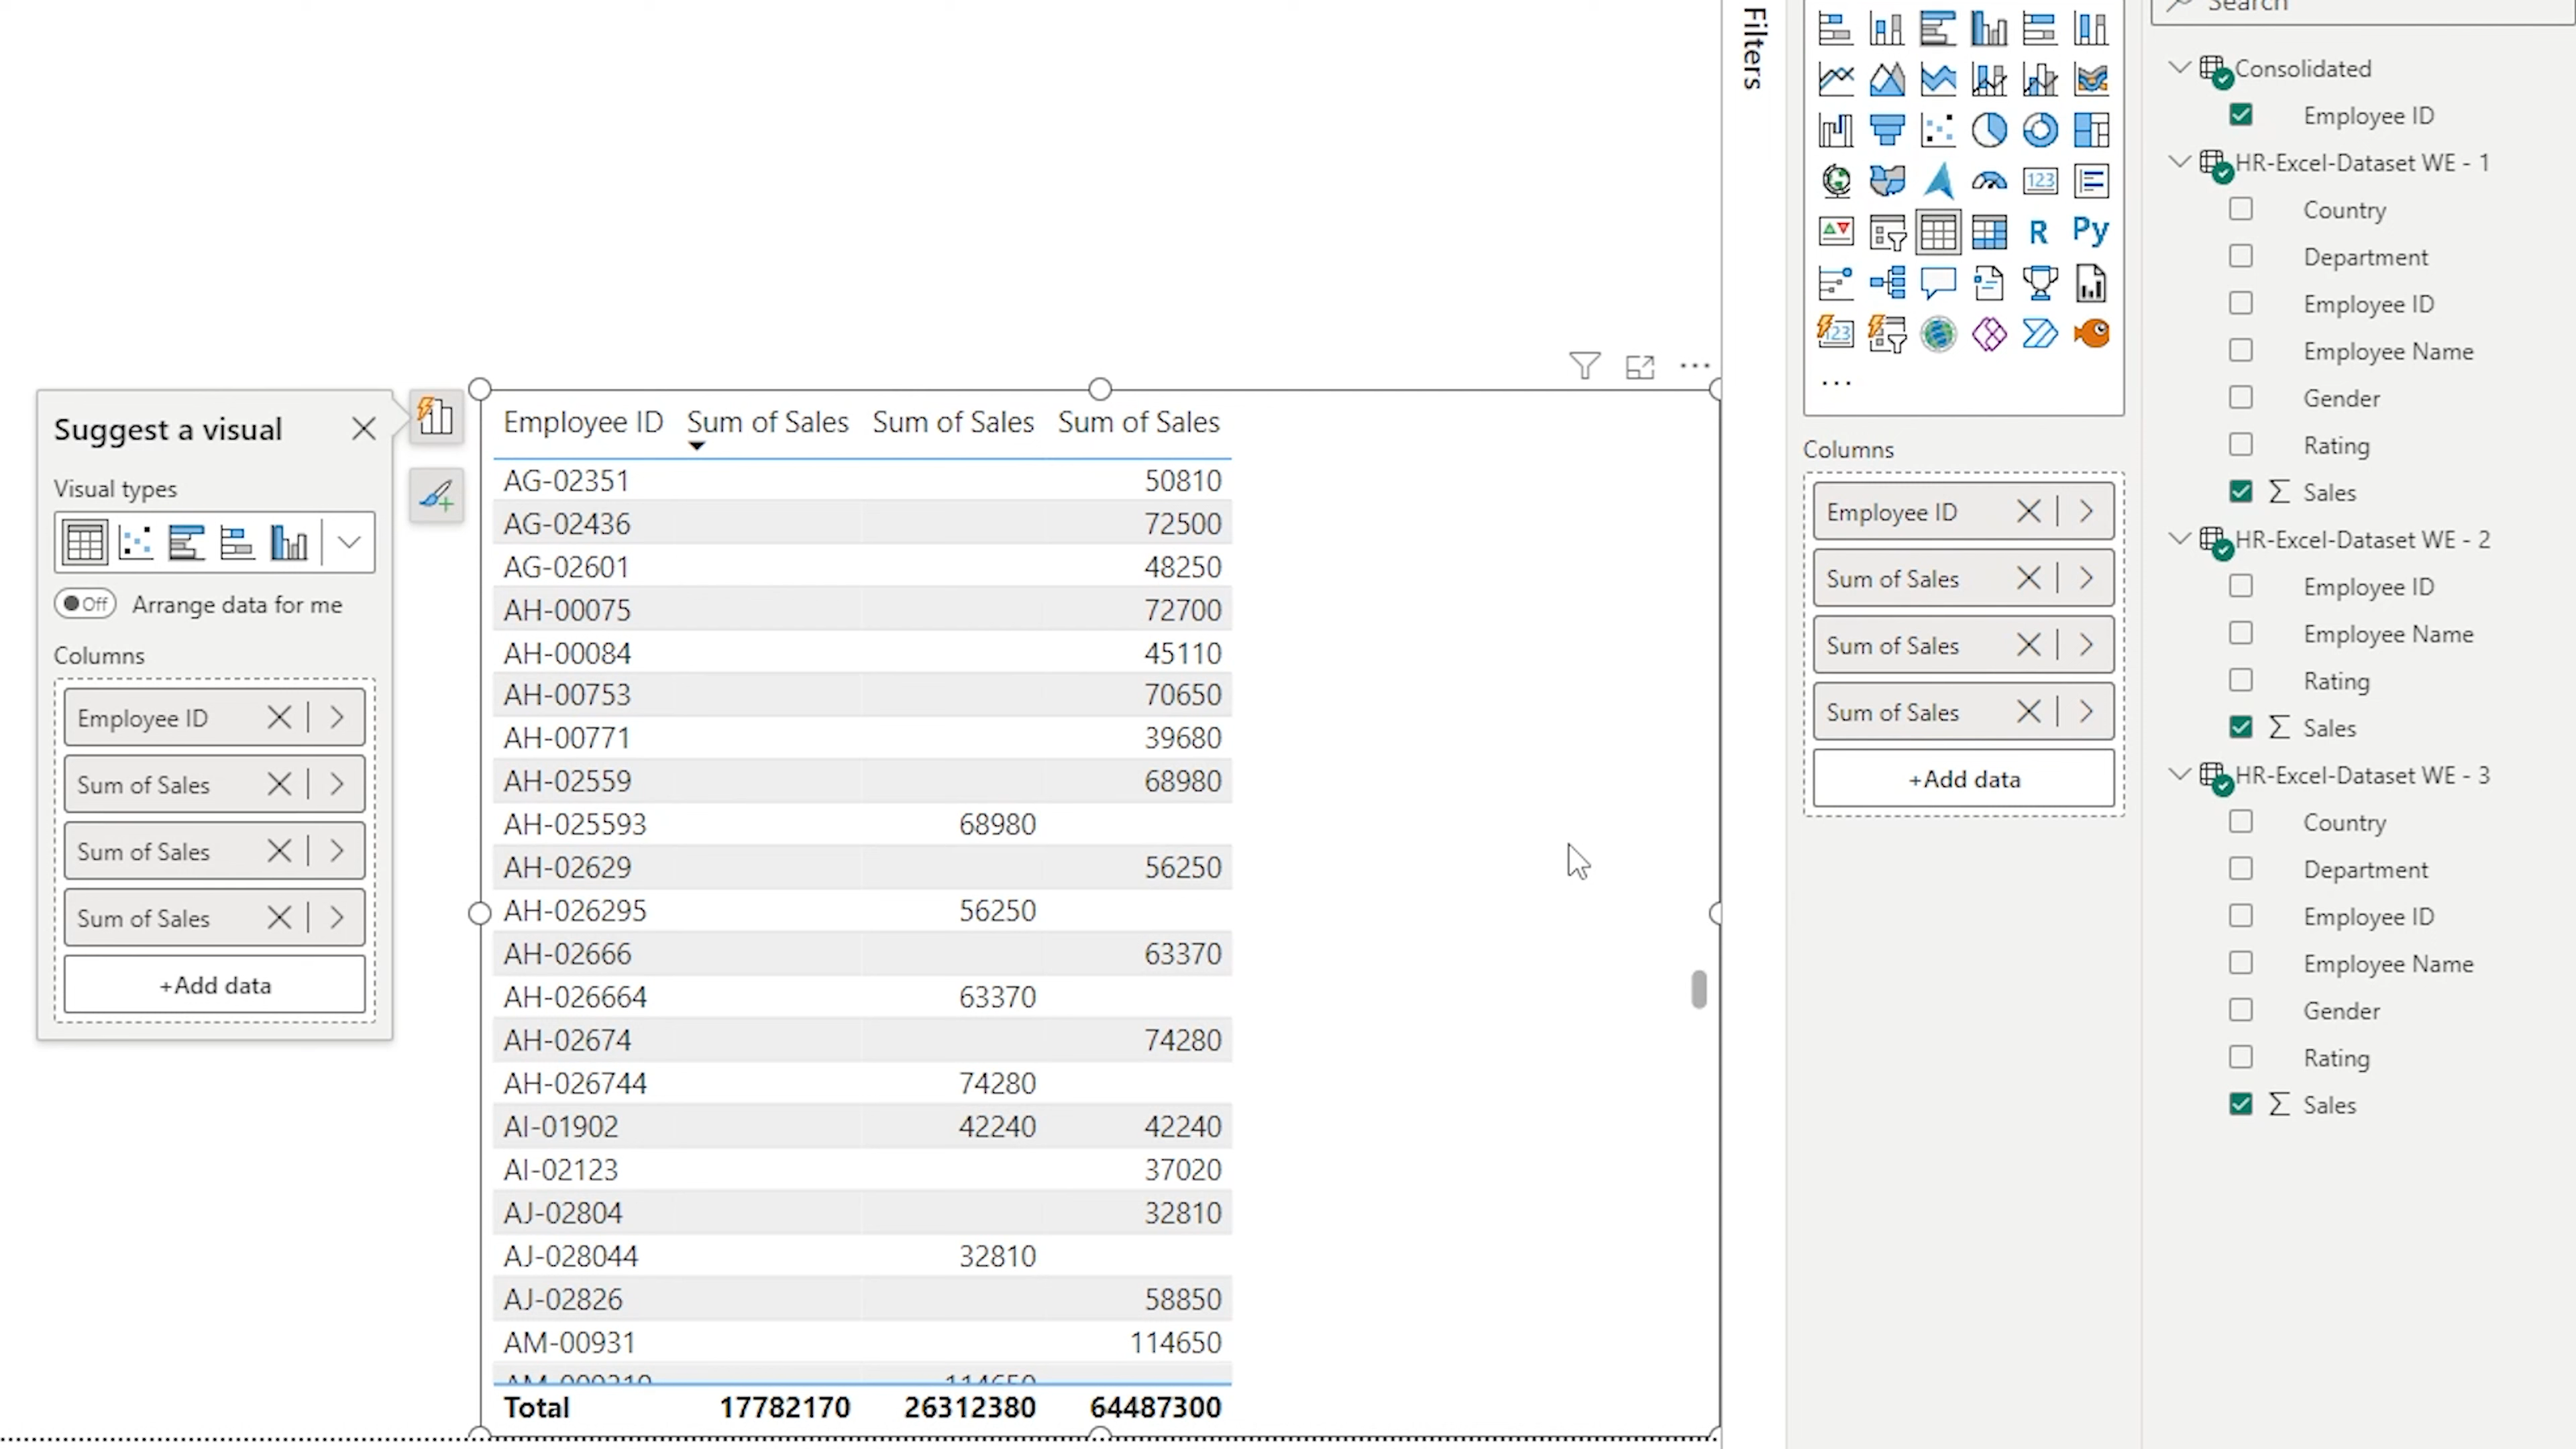 Suggest a visual
Visual types
Off Arrange data for me
Columns
Employee ID
Sum of Sales
Sum of Sales
Sum of Sales
+Add data
Employee ID Sum of Sales Sum of Sales Sum of Sales
AG-02351 50810
AG-02436 72500
AG-02601 48250
AH-00075 72700
AH-00084 45110
AH-00753 70650
AH-00771 39680
AH-02559 68980
AH-025593 68980
AH-02629 56250
AH-026295 56250
AH-02666 63370
AH-026664 63370
AH-02674 74280
AH-026744 74280
AI-01902 42240 42240
AI-02123 37020
AJ-02804 32810
AJ-028044 32810
AJ-02826 58850
AM-00931 114650
Total 17782170 26312380 64487300
Filters
123
R Py
123
Columns
Employee ID
Sum of Sales
Sum of Sales
Sum of Sales
+Add data
Search
Consolidated
Employee ID
HR-Excel-Dataset WE - 1
Country
Department
Employee ID
Employee Name
Gender
Rating
Σ Sales
HR-Excel-Dataset WE - 2
Employee ID
Employee Name
Rating
Σ Sales
HR-Excel-Dataset WE - 3
Country
Department
Employee ID
Employee Name
Gender
Rating
Σ Sales